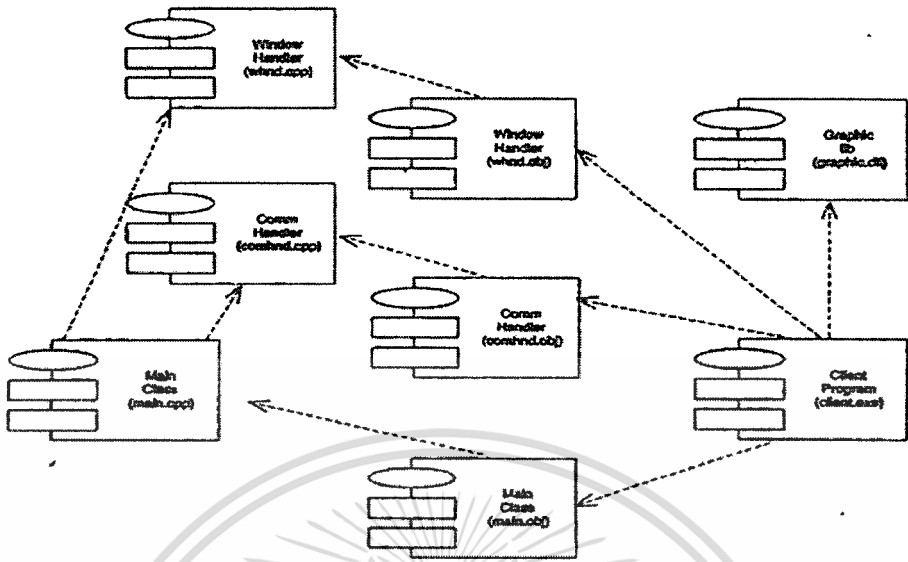 Window
Handler
(whnd.cpp)
Window
Handler
(whnd.obj)
Graphic
lib
(graphic.dll)
Comm
Handler
(comhnd.cpp)
Comm
Handler
(comhnd.obj)
Main
Class
(main.cpp)
Client
Program
(client.exe)
Main
Class
(main.obj)